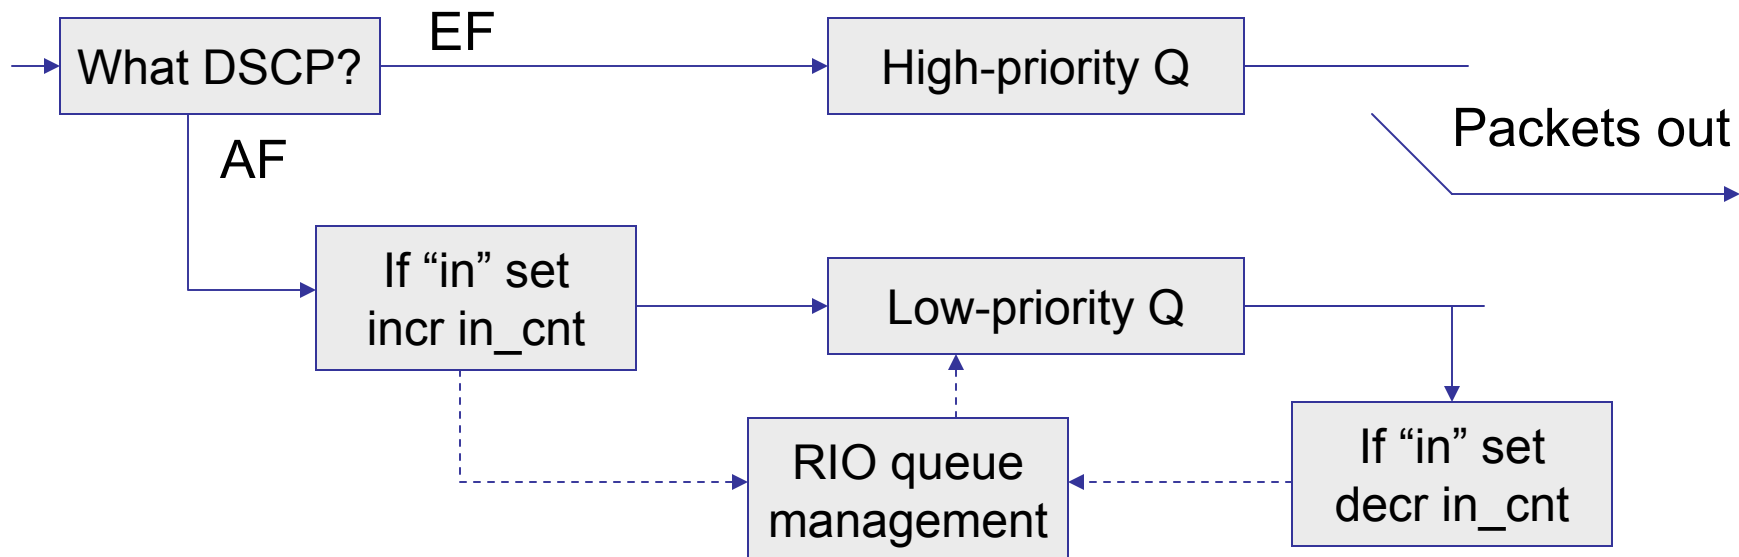 What DSCP?
EF
High-priority Q
Packets out
AF
If “in” set
incr in_cnt
Low-priority Q
RIO queue
management
If “in” set
decr in_cnt